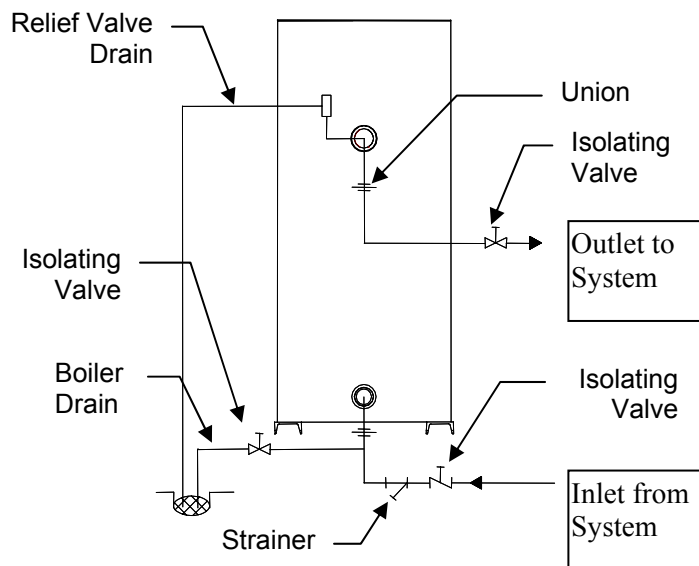 Relief Valve
Drain
Union
Isolating
Valve
Outlet to
System
Isolating
Valve
Boiler
Drain
Isolating
Valve
Inlet from
System
Strainer